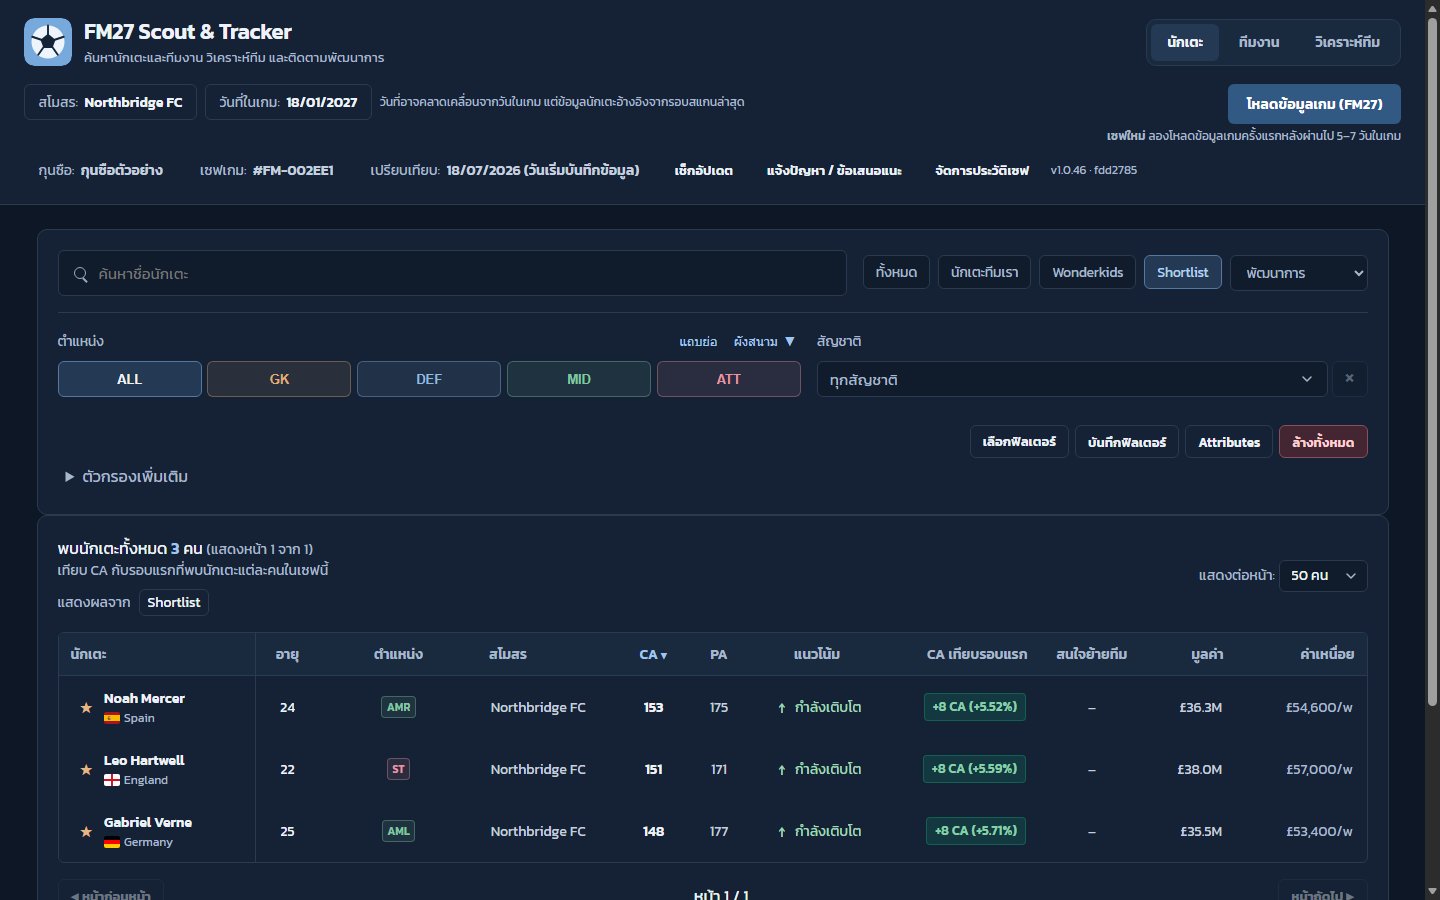 FM27 Scout & Tracker
ค้นหานักเตะและทีมงาน วิเคราะห์ทีม และติดตามพัฒนาการ
นักเตะ ทีมงาน วิเคราะห์ทีม
สโมสร: Northbridge FC วันที่ในเกม: 18/01/2027 วันที่อาจคลาดเคลื่อนจากวันในเกม แต่ข้อมูลนักเตะอ้างอิงจากรอบสแกนล่าสุด
โหลดข้อมูลเกม (FM27)
เซฟใหม่ ลองโหลดข้อมูลเกมครั้งแรกหลังผ่านไป 5–7 วันในเกม
กุนซือ: กุนซือตัวอย่าง เซฟเกม: #FM-002EE1 เปรียบเทียบ: 18/07/2026 (วันเริ่มบันทึกข้อมูล) เช็กอัปเดต แจ้งปัญหา / ข้อเสนอแนะ จัดการประวัติเซฟ v1.0.46 · fdd2785
ค้นหาชื่อนักเตะ ทั้งหมด นักเตะทีมเรา Wonderkids Shortlist พัฒนาการ
ตำแหน่ง แถบย่อ ผังสนาม ▼ สัญชาติ
ALL GK DEF MID ATT ทุกสัญชาติ ×
เลือกฟิลเตอร์ บันทึกฟิลเตอร์ Attributes ล้างทั้งหมด
▶ ตัวกรองเพิ่มเติม
พบนักเตะทั้งหมด 3 คน (แสดงหน้า 1 จาก 1)
เทียบ CA กับรอบแรกที่พบนักเตะแต่ละคนในเซฟนี้
แสดงต่อหน้า: 50 คน
แสดงผลจาก Shortlist
นักเตะ อายุ ตำแหน่ง สโมสร CA ▼ PA แนวโน้ม CA เทียบรอบแรก สนใจย้ายทีม มูลค่า ค่าเหนื่อย
★ Noah Mercer 24 AMR Northbridge FC 153 175 ↑ กำลังเติบโต +8 CA (+5.52%) – £36.3M £54,600/w
Spain
★ Leo Hartwell 22 ST Northbridge FC 151 171 ↑ กำลังเติบโต +8 CA (+5.59%) – £38.0M £57,000/w
England
★ Gabriel Verne 25 AML Northbridge FC 148 177 ↑ กำลังเติบโต +8 CA (+5.71%) – £35.5M £53,400/w
Germany
◀ หน้าก่อนหน้า หน้า 1 / 1 หน้าถัดไป ▶